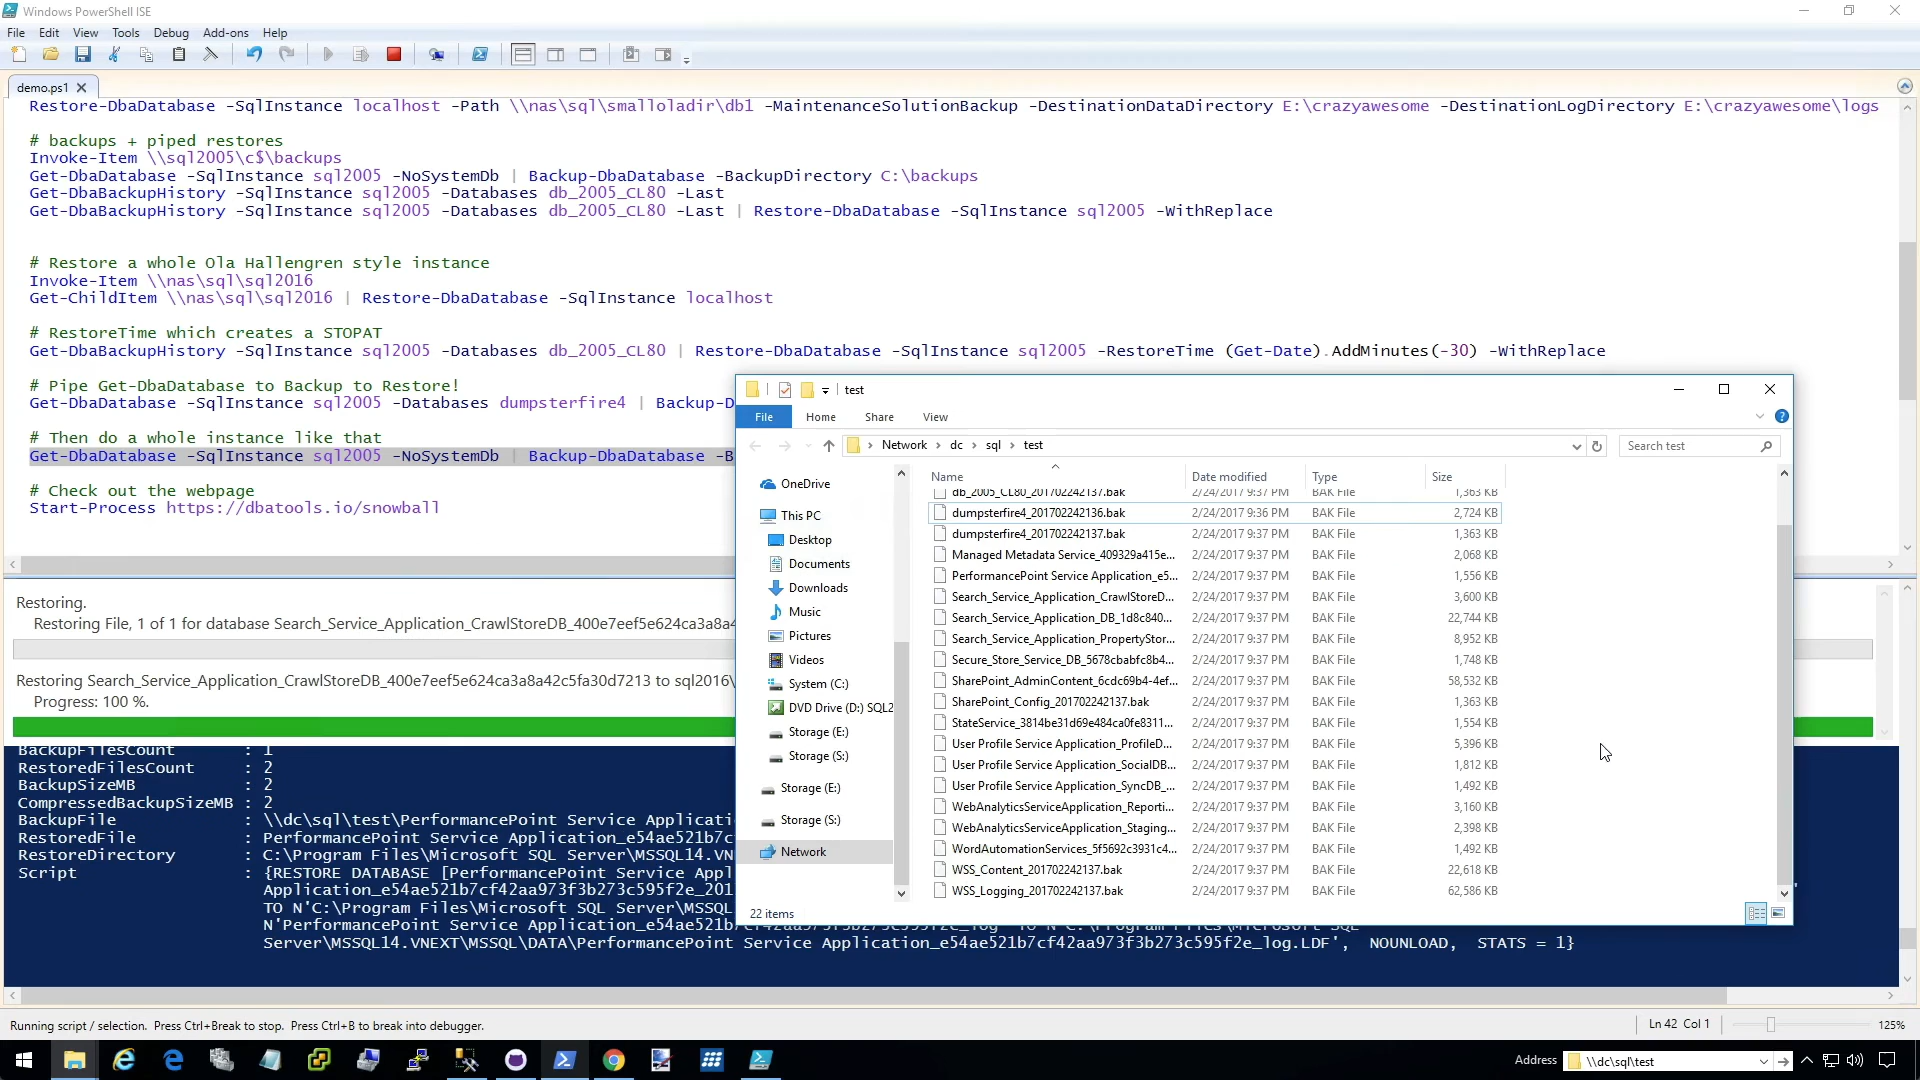 Windows PowerShell ISE
File Edit View Tools Debug Add-ons Help
demo.ps1
Restore-DbaDatabase -SqlInstance localhost -Path \\nas\sql\smalloladir\db1 -MaintenanceSolutionBackup -DestinationDataDirectory E:\crazyawesome -DestinationLogDirectory E:\crazyawesome\logs
# backups + piped restores
Invoke-Item \\sql2005\c$\backups
Get-DbaDatabase -SqlInstance sql2005 -NoSystemDb | Backup-DbaDatabase -BackupDirectory C:\backups
Get-DbaBackupHistory -SqlInstance sql2005 -Databases db_2005_CL80 -Last
Get-DbaBackupHistory -SqlInstance sql2005 -Databases db_2005_CL80 -Last | Restore-DbaDatabase -SqlInstance sql2005 -WithReplace
# Restore a whole Ola Hallengren style instance
Invoke-Item \\nas\sql\sql2016
Get-ChildItem \\nas\sql\sql2016 | Restore-DbaDatabase -SqlInstance localhost
# RestoreTime which creates a STOPAT
Get-DbaBackupHistory -SqlInstance sql2005 -Databases db_2005_CL80 | Restore-DbaDatabase -SqlInstance sql2005 -RestoreTime (Get-Date).AddMinutes(-30) -WithReplace
# Pipe Get-DbaDatabase to Backup to Restore!
Get-DbaDatabase -SqlInstance sql2005 -Databases dumpsterfire4 | Backup-D
# Then do a whole instance like that
Get-DbaDatabase -SqlInstance sql2005 -NoSystemDb | Backup-DbaDatabase -B
# Check out the webpage
Start-Process https://dbatools.io/snowball
Restoring.
Restoring File, 1 of 1 for database Search_Service_Application_CrawlStoreDB_400e7eef5e624ca3a8a4
Restoring Search_Service_Application_CrawlStoreDB_400e7eef5e624ca3a8a42c5fa30d7213 to sql2016\
Progress: 100 %.
BackupFilesCount : 1
RestoredFilesCount : 2
BackupSizeMB : 2
CompressedBackupSizeMB : 2
BackupFile : \\dc\sql\test\PerformancePoint Service Applicati
RestoredFile : PerformancePoint Service Application_e54ae521b7c
RestoreDirectory : C:\Program Files\Microsoft SQL Server\MSSQL14.VN
Script : {RESTORE DATABASE [PerformancePoint Service Appl
Application_e54ae521b7cf42aa973f3b273c595f2e_201
TO N'C:\Program Files\Microsoft SQL Server\MSSQL
N'PerformancePoint Service Application_e54ae521b7cf42aa973f3b273c595f2e_log' TO N'C:\Program Files\Microsoft SQL
Server\MSSQL14.VNEXT\MSSQL\DATA\PerformancePoint Service Application_e54ae521b7cf42aa973f3b273c595f2e_log.LDF', NOUNLOAD, STATS = 1}
test
File Home Share View
Network dc sql test
Search test
OneDrive
This PC
Desktop
Documents
Downloads
Music
Pictures
Videos
System (C:)
DVD Drive (D:) SQL2
Storage (E:)
Storage (S:)
Storage (E:)
Storage (S:)
Network
Name Date modified Type Size
db_2005_CL80_201702242137.bak 2/24/2017 9:37 PM BAK File 1,363 KB
dumpsterfire4_201702242136.bak 2/24/2017 9:36 PM BAK File 2,724 KB
dumpsterfire4_201702242137.bak 2/24/2017 9:37 PM BAK File 1,363 KB
Managed Metadata Service_409329a415e... 2/24/2017 9:37 PM BAK File 2,068 KB
PerformancePoint Service Application_e5... 2/24/2017 9:37 PM BAK File 1,556 KB
Search_Service_Application_CrawlStoreD... 2/24/2017 9:37 PM BAK File 3,600 KB
Search_Service_Application_DB_1d8c840... 2/24/2017 9:37 PM BAK File 22,744 KB
Search_Service_Application_PropertyStor... 2/24/2017 9:37 PM BAK File 8,952 KB
Secure_Store_Service_DB_5678cbabfc8b4... 2/24/2017 9:37 PM BAK File 1,748 KB
SharePoint_AdminContent_6cdc69b4-4ef... 2/24/2017 9:37 PM BAK File 58,532 KB
SharePoint_Config_201702242137.bak 2/24/2017 9:37 PM BAK File 1,363 KB
StateService_3814be31d69e484ca0fe8311... 2/24/2017 9:37 PM BAK File 1,554 KB
User Profile Service Application_ProfileD... 2/24/2017 9:37 PM BAK File 5,396 KB
User Profile Service Application_SocialDB... 2/24/2017 9:37 PM BAK File 1,812 KB
User Profile Service Application_SyncDB_... 2/24/2017 9:37 PM BAK File 1,492 KB
WebAnalyticsServiceApplication_Reporti... 2/24/2017 9:37 PM BAK File 3,160 KB
WebAnalyticsServiceApplication_Staging... 2/24/2017 9:37 PM BAK File 2,398 KB
WordAutomationServices_5f5692c3931c4... 2/24/2017 9:37 PM BAK File 1,492 KB
WSS_Content_201702242137.bak 2/24/2017 9:37 PM BAK File 22,618 KB
WSS_Logging_201702242137.bak 2/24/2017 9:37 PM BAK File 62,586 KB
22 items
Running script / selection. Press Ctrl+Break to stop. Press Ctrl+B to break into debugger.
Ln 42 Col 1
125%
Address \\dc\sql\test